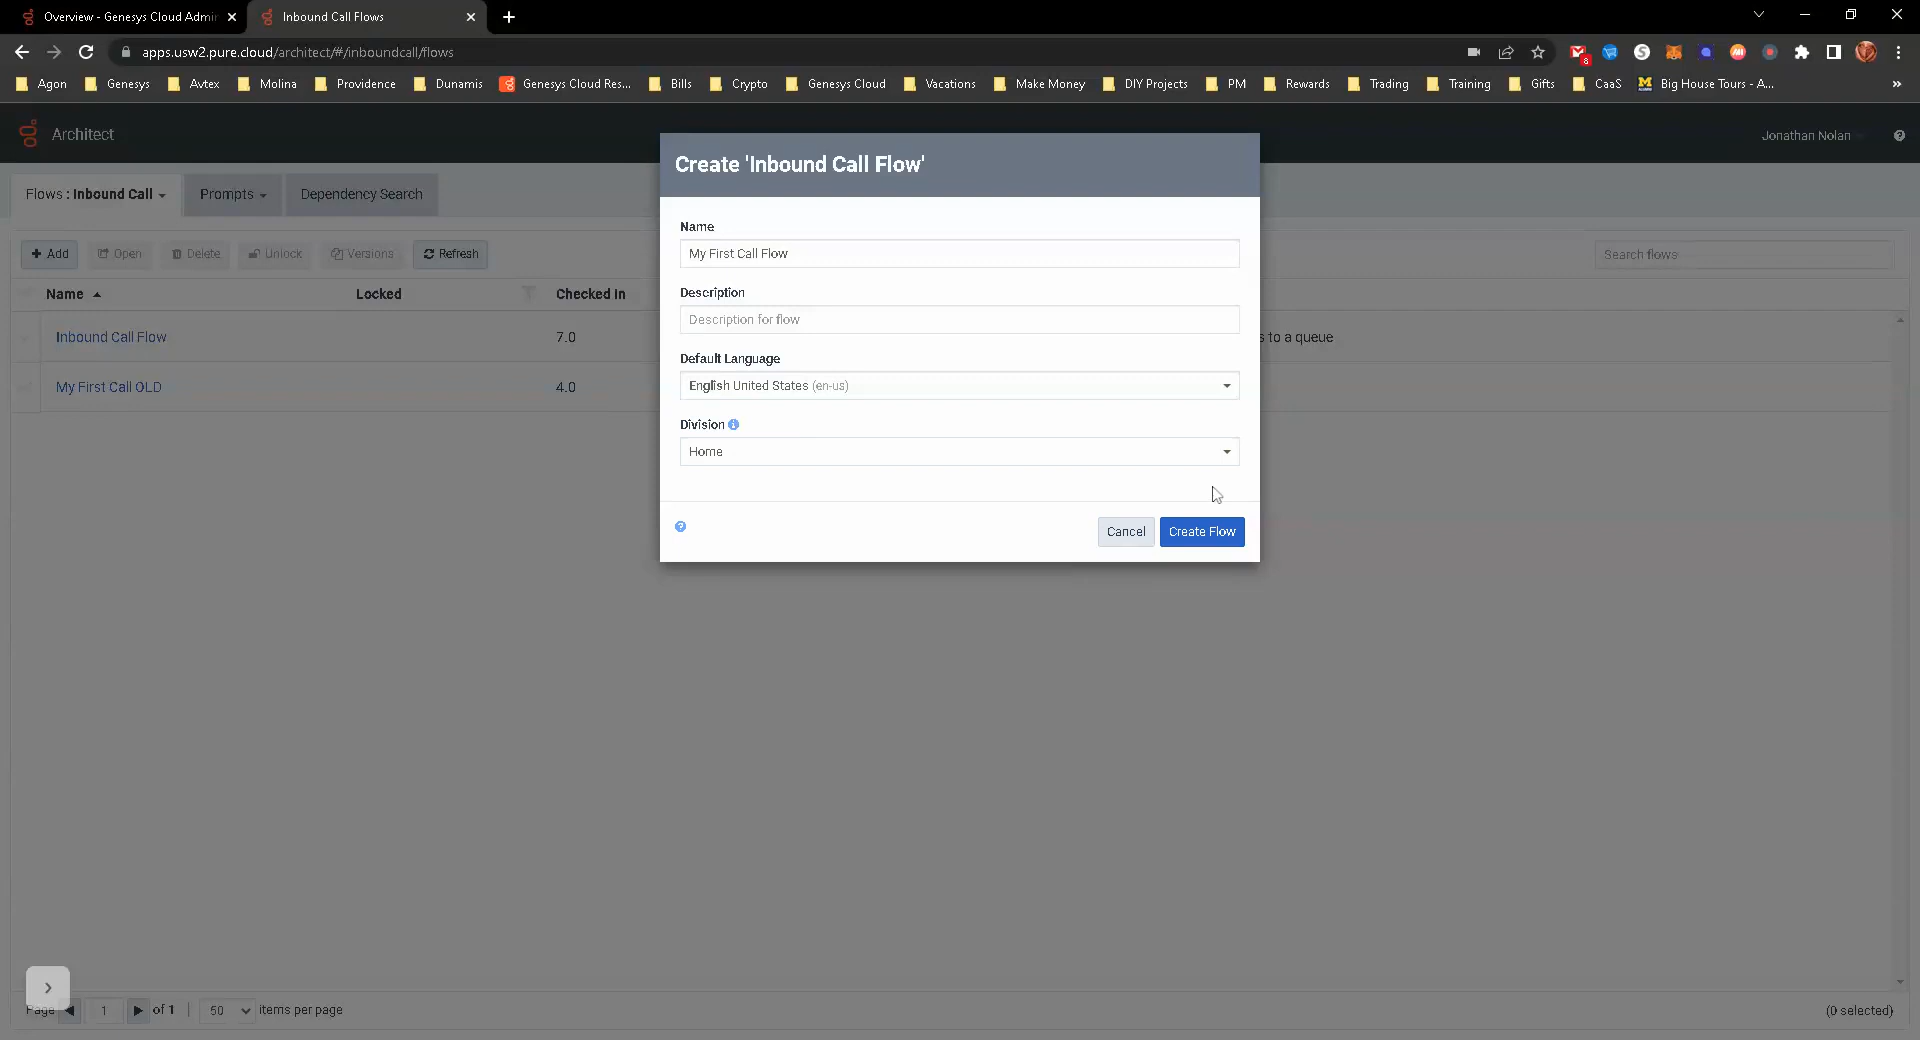 Overview - Genesys Cloud Admin
Inbound Call Flows
apps.usw2.pure.cloud/architect/#/inboundcall/flows
8
Agon
Genesys
Avtex
Molina
Providence
Dunamis
Genesys Cloud Res...
Bills
Crypto
Genesys Cloud
Vacations
Make Money
DIY Projects
PM
Rewards
Trading
Training
Gifts
CaaS
Big House Tours - A...
»
Architect
Jonathan Nolan
Flows : Inbound Call
Prompts
Dependency Search
+ Add
Open
Delete
Unlock
Versions
Refresh
Search flows
Name
Locked
Checked In
Inbound Call Flow
7.0
s to a queue
My First Call OLD
4.0
Create 'Inbound Call Flow'
Name
My First Call Flow
Description
Description for flow
Default Language
English United States (en-us)
Division
Home
Cancel
Create Flow
Page
1
of 1
50
items per page
(0 selected)